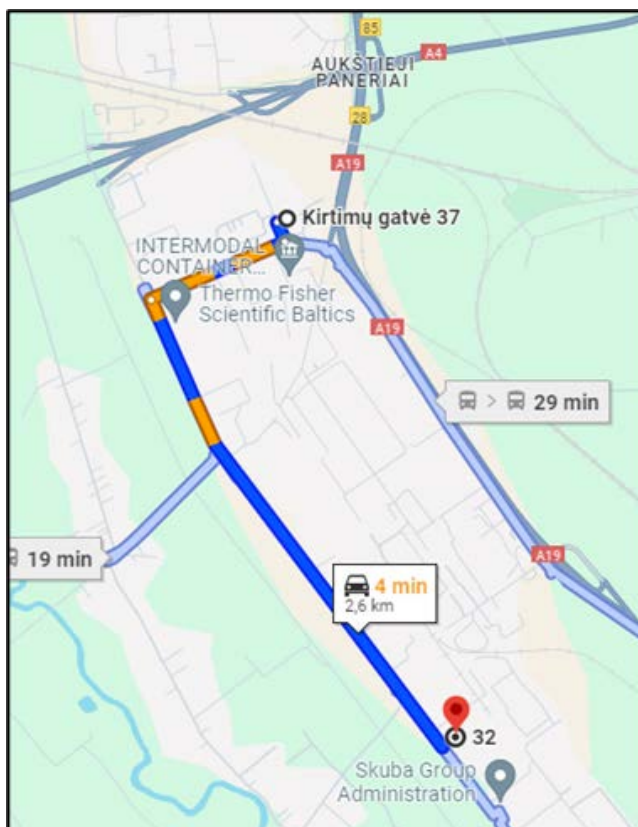 85
A4
AUKŠTIEJI
PANERIAI
28
A19
Kirtimų gatvė 37
INTERMODAL
CONTAINER...
Thermo Fisher
Scientific Baltics
A19
> 29 min
A19
19 min
4 min
2,6 km
32
Skuba Group
Administration